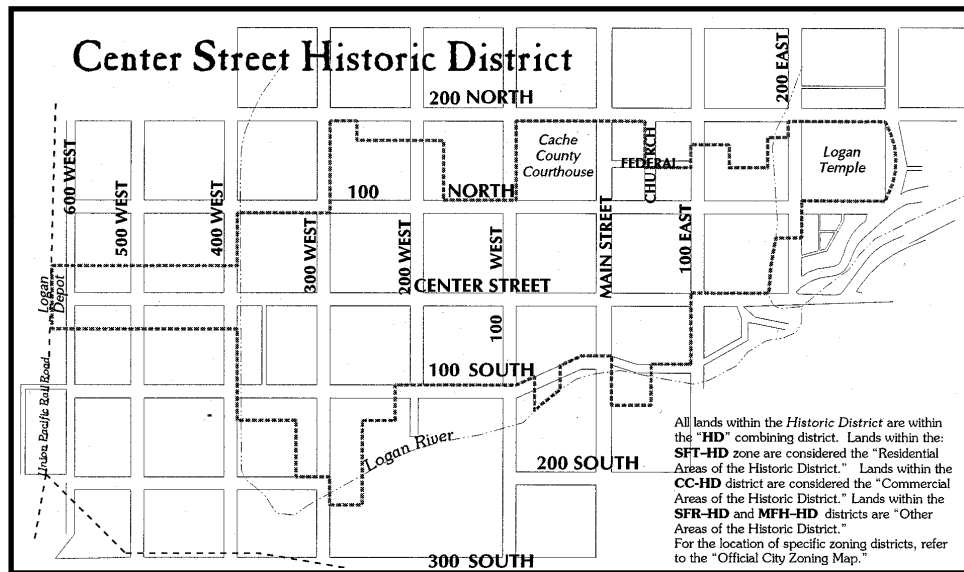 Center Street Historic District
200 NORTH
200 EAST
Cache
County
Courthouse
CHURCH
FEDERAL
Logan
Temple
600 WEST
500 WEST
400 WEST
100 NORTH
300 WEST
200 WEST
100 WEST
MAIN STREET
100 EAST
Logan
Depot
CENTER STREET
100 SOUTH
Union Pacific Rail Road
Logan River
200 SOUTH
300 SOUTH
All lands within the Historic District are within
the “HD” combining district. Lands within the:
SFT–HD zone are considered the “Residential
Areas of the Historic District.” Lands within the
CC-HD district are considered the “Commercial
Areas of the Historic District.” Lands within the
SFR–HD and MFH–HD districts are “Other
Areas of the Historic District.”
For the location of specific zoning districts, refer
to the “Official City Zoning Map.”